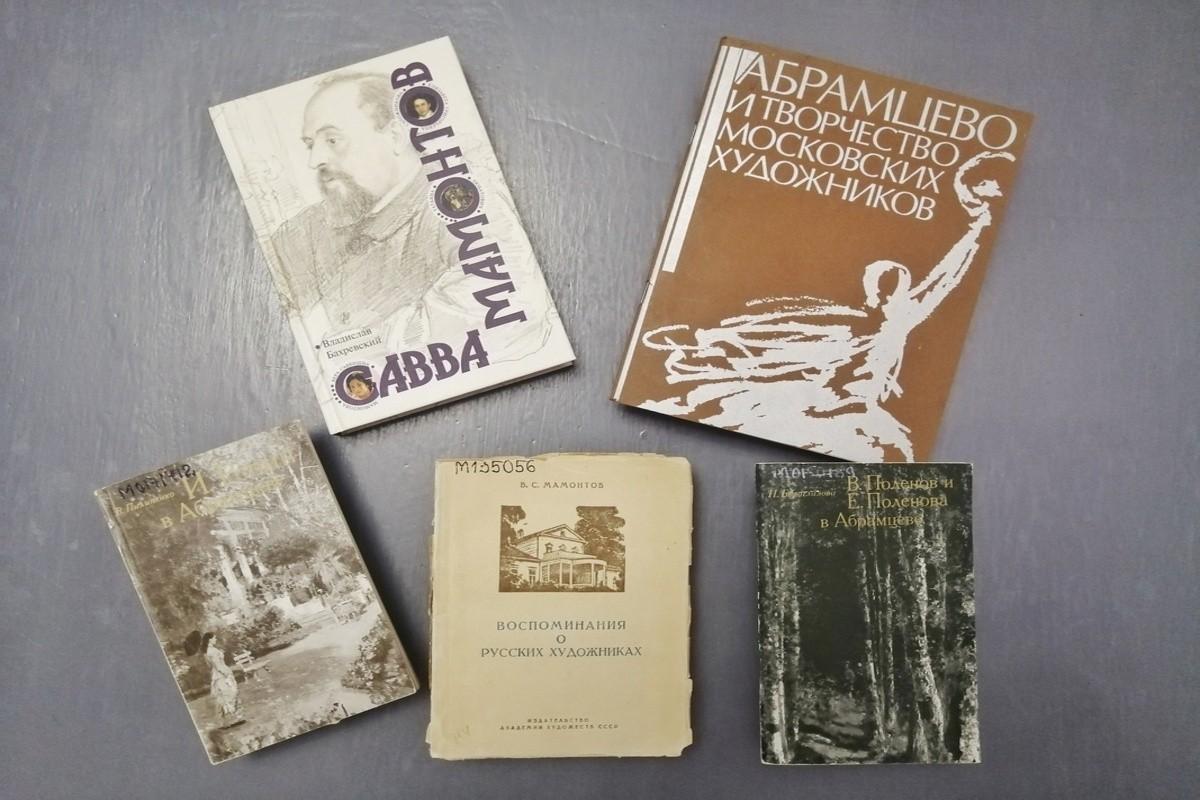 Владислав
Бахревский
САВВА
МАМОНТОВ
АБРАМЦЕВО
И ТВОРЧЕСТВО
МОСКОВСКИХ
ХУДОЖНИКОВ
в
М135056
В. С. МАМОНТОВ
ВОСПОМИНАНИЯ
О
РУССКИХ ХУДОЖНИКАХ
ИЗДАТЕЛЬСТВО
АКАДЕМИИ ХУДОЖЕСТВ СССР
В. Поленов и
Е. Поленова
в Абрамцеве